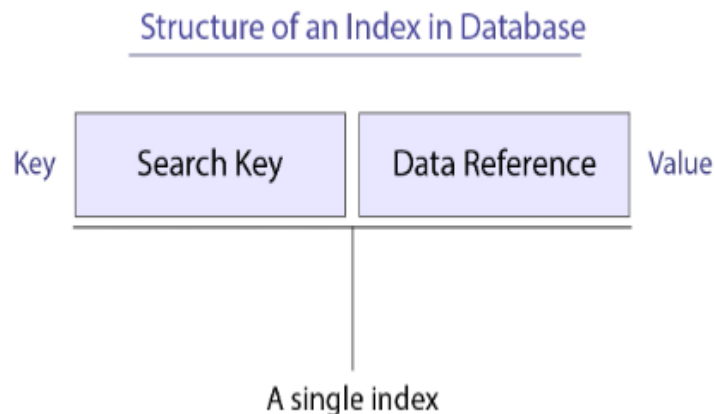 Structure of an Index in Database
Key Search Key Data Reference Value
A single index